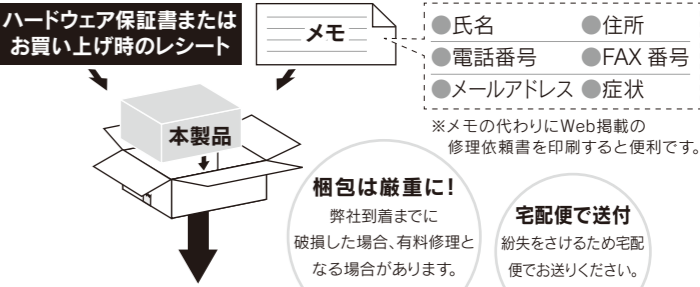 ハードウェア保証書または
お買い上げ時のレシート
メモ
●氏名 ●住所
●電話番号 ●FAX 番号
●メールアドレス ●症状
※メモの代わりにWeb掲載の
修理依頼書を印刷すると便利です。
本製品
梱包は厳重に!
弊社到着までに
破損した場合、有料修理と
なる場合があります。
宅配便で送付
紛失をさけるため宅配
便でお送りください。